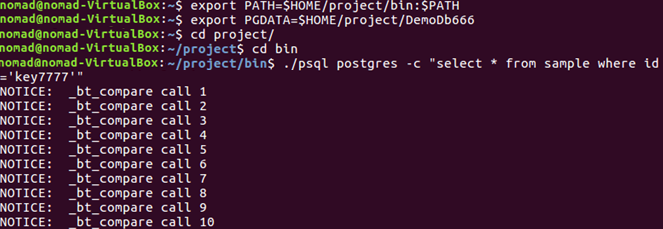 nomad@nomad-VirtualBox:~$ export PATH=$HOME/project/bin:$PATH
nomad@nomad-VirtualBox:~$ export PGDATA=$HOME/project/DemoDb666
nomad@nomad-VirtualBox:~$ cd project/
nomad@nomad-VirtualBox:~/project$ cd bin
nomad@nomad-VirtualBox:~/project/bin$ ./psql postgres -c "select * from sample where id
='key7777'"
NOTICE:  _bt_compare call 1
NOTICE:  _bt_compare call 2
NOTICE:  _bt_compare call 3
NOTICE:  _bt_compare call 4
NOTICE:  _bt_compare call 5
NOTICE:  _bt_compare call 6
NOTICE:  _bt_compare call 7
NOTICE:  _bt_compare call 8
NOTICE:  _bt_compare call 9
NOTICE:  _bt_compare call 10